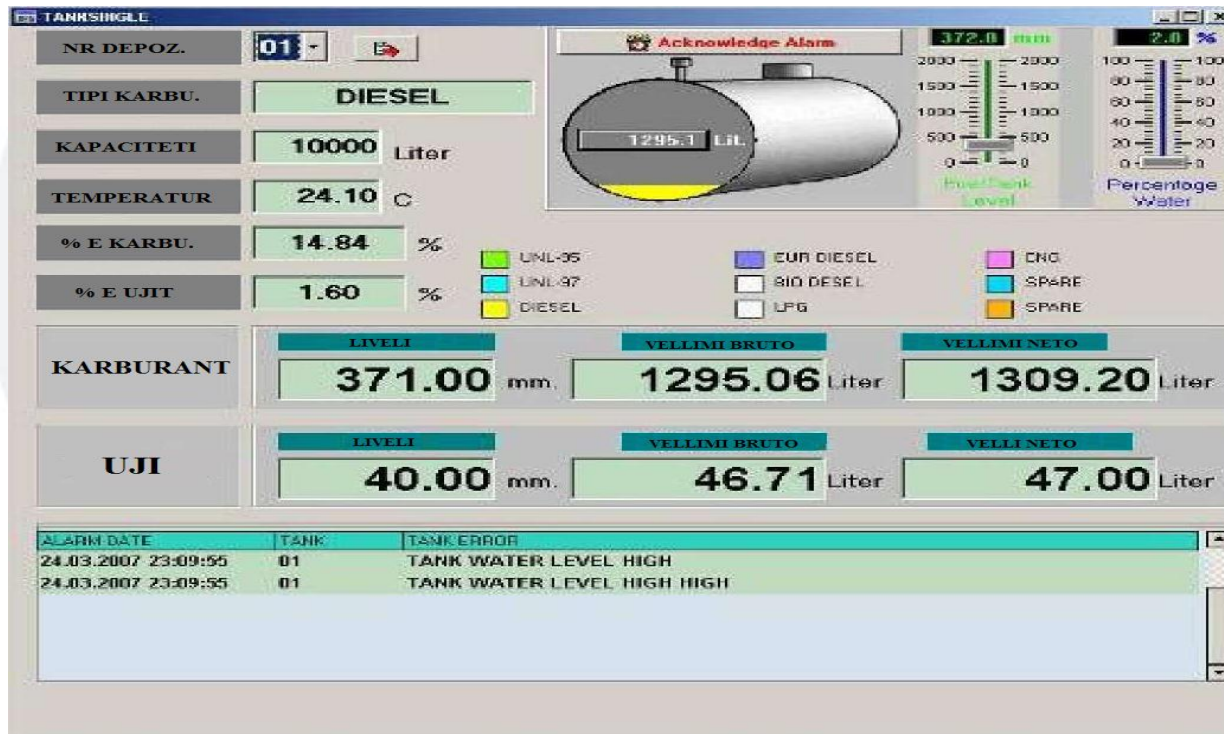 TANKSINGLE
NR DEPOZ. 01
Acknowledge Alarm
372.0 mm 2.0 %
TIPI KARBU. DIESEL
KAPACITETI 10000 Liter
TEMPERATUR 24.10 C
% E KARBU. 14.84 %
% E UJIT 1.60 %
1295.1 Lit.
2000 2000
1500 1500
1000 1000
500 500
0 0
Level
100 100
80 80
60 60
40 40
20 20
0 0
Percentage
Water
UNL-95 EUR DIESEL CNG
UNL-97 BIO DESEL SPARE
DIESEL LPG SPARE
LIVELI VELLIMI BRUTO VELLIMI NETO
KARBURANT 371.00 mm. 1295.06 Liter 1309.20 Liter
LIVELI VELLIMI BRUTO VELLI NETO
UJI 40.00 mm. 46.71 Liter 47.00 Liter
ALARM DATE TANK TANK ERROR
24.03.2007 23:09:55 01 TANK WATER LEVEL HIGH
24.03.2007 23:09:55 01 TANK WATER LEVEL HIGH HIGH